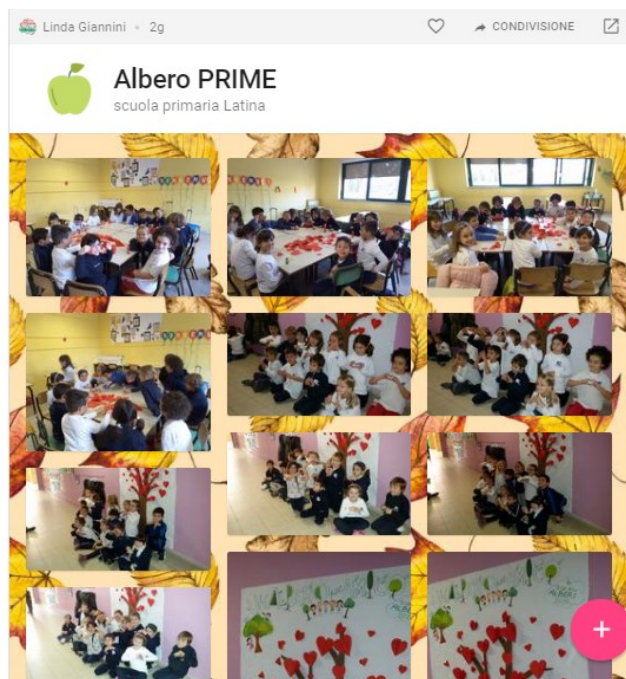 Linda Giannini • 2g
CONDIVISIONE
Albero PRIME
scuola primaria Latina